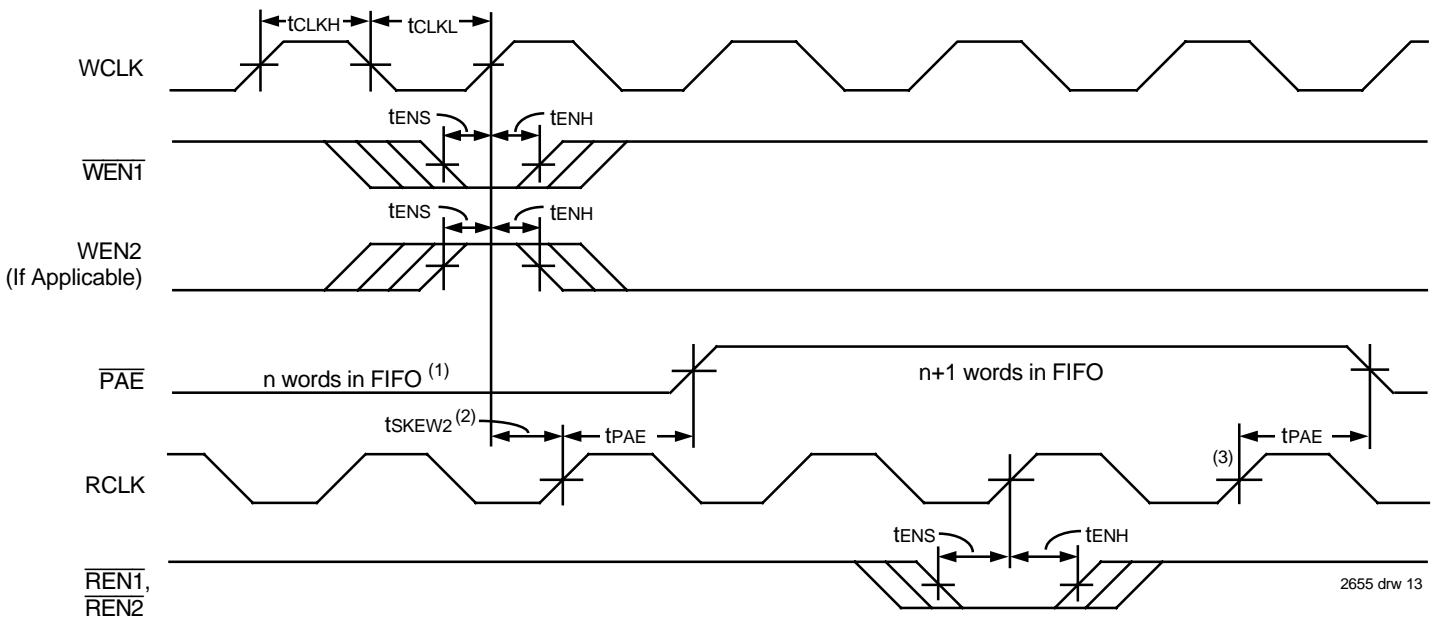 tCLKH
tCLKL
WCLK
tENS
tENH
WEN1
tENS
tENH
WEN2
(If Applicable)
PAE
n words in FIFO (1)
n+1 words in FIFO
tSKEW2 (2)
tPAE
tPAE
(3)
RCLK
tENS
tENH
REN1,
REN2
2655 drw 13